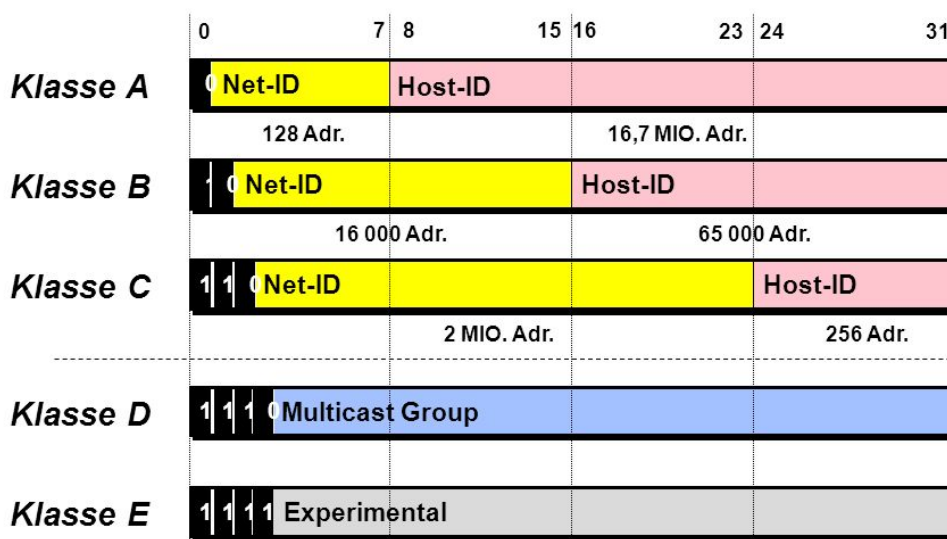 0 7 8 15 16 23 24 31
Klasse A 0 Net-ID Host-ID
128 Adr. 16,7 MIO. Adr.
Klasse B 1 0 Net-ID Host-ID
16 000 Adr. 65 000 Adr.
Klasse C 1 1 0 Net-ID Host-ID
2 MIO. Adr. 256 Adr.
Klasse D 1 1 1 0 Multicast Group
Klasse E 1 1 1 1 Experimental